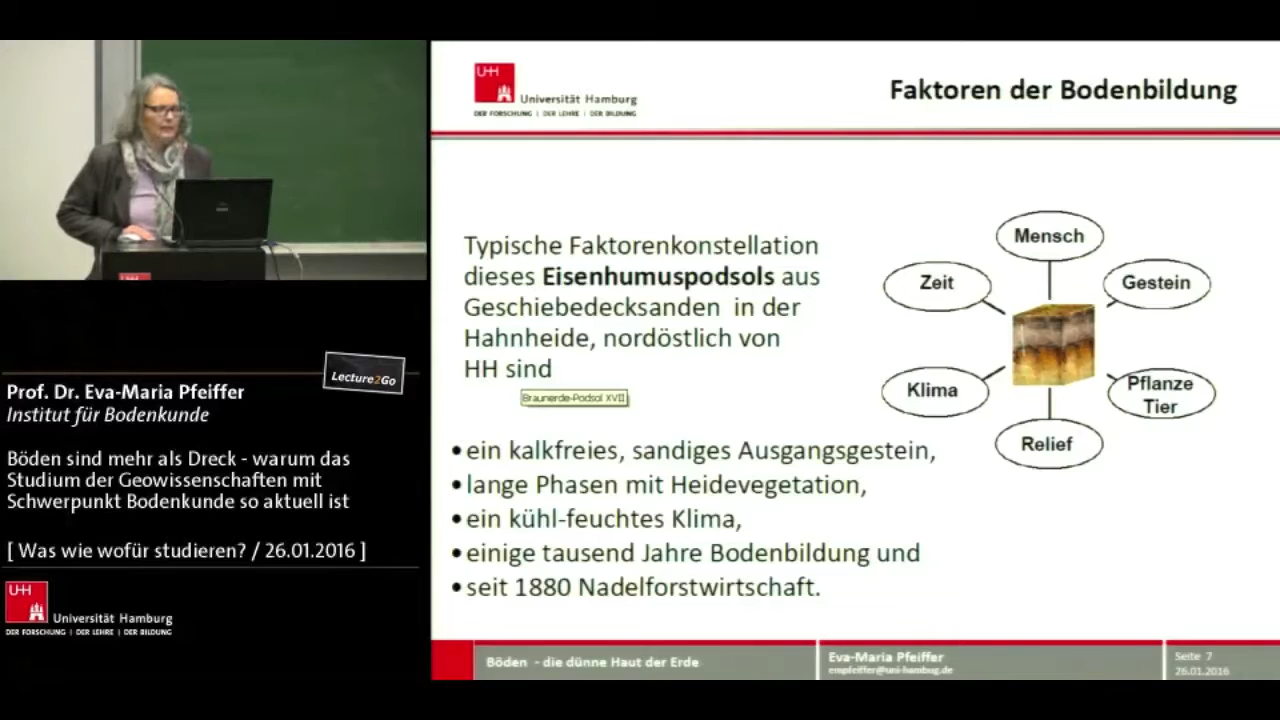 Lecture2Go
Prof. Dr. Eva-Maria Pfeiffer
Institut für Bodenkunde
Böden sind mehr als Dreck - warum das
Studium der Geowissenschaften mit
Schwerpunkt Bodenkunde so aktuell ist
[ Was wie wofür studieren? / 26.01.2016 ]
UHH
Universität Hamburg
DER FORSCHUNG | DER LEHRE | DER BILDUNG
UHH
Universität Hamburg
DER FORSCHUNG | DER LEHRE | DER BILDUNG
Faktoren der Bodenbildung
Typische Faktorenkonstellation
dieses Eisenhumuspodsols aus
Geschiebedecksanden in der
Hahnheide, nordöstlich von
HH sind
Braunerde-Podsol XVII
Mensch
Zeit
Gestein
Klima
Pflanze
Tier
Relief
• ein kalkfreies, sandiges Ausgangsgestein,
• lange Phasen mit Heidevegetation,
• ein kühl-feuchtes Klima,
• einige tausend Jahre Bodenbildung und
• seit 1880 Nadelforstwirtschaft.
Böden - die dünne Haut der Erde
Eva-Maria Pfeiffer
empfeiffer@uni-hamburg.de
Seite 7
26.01.2016